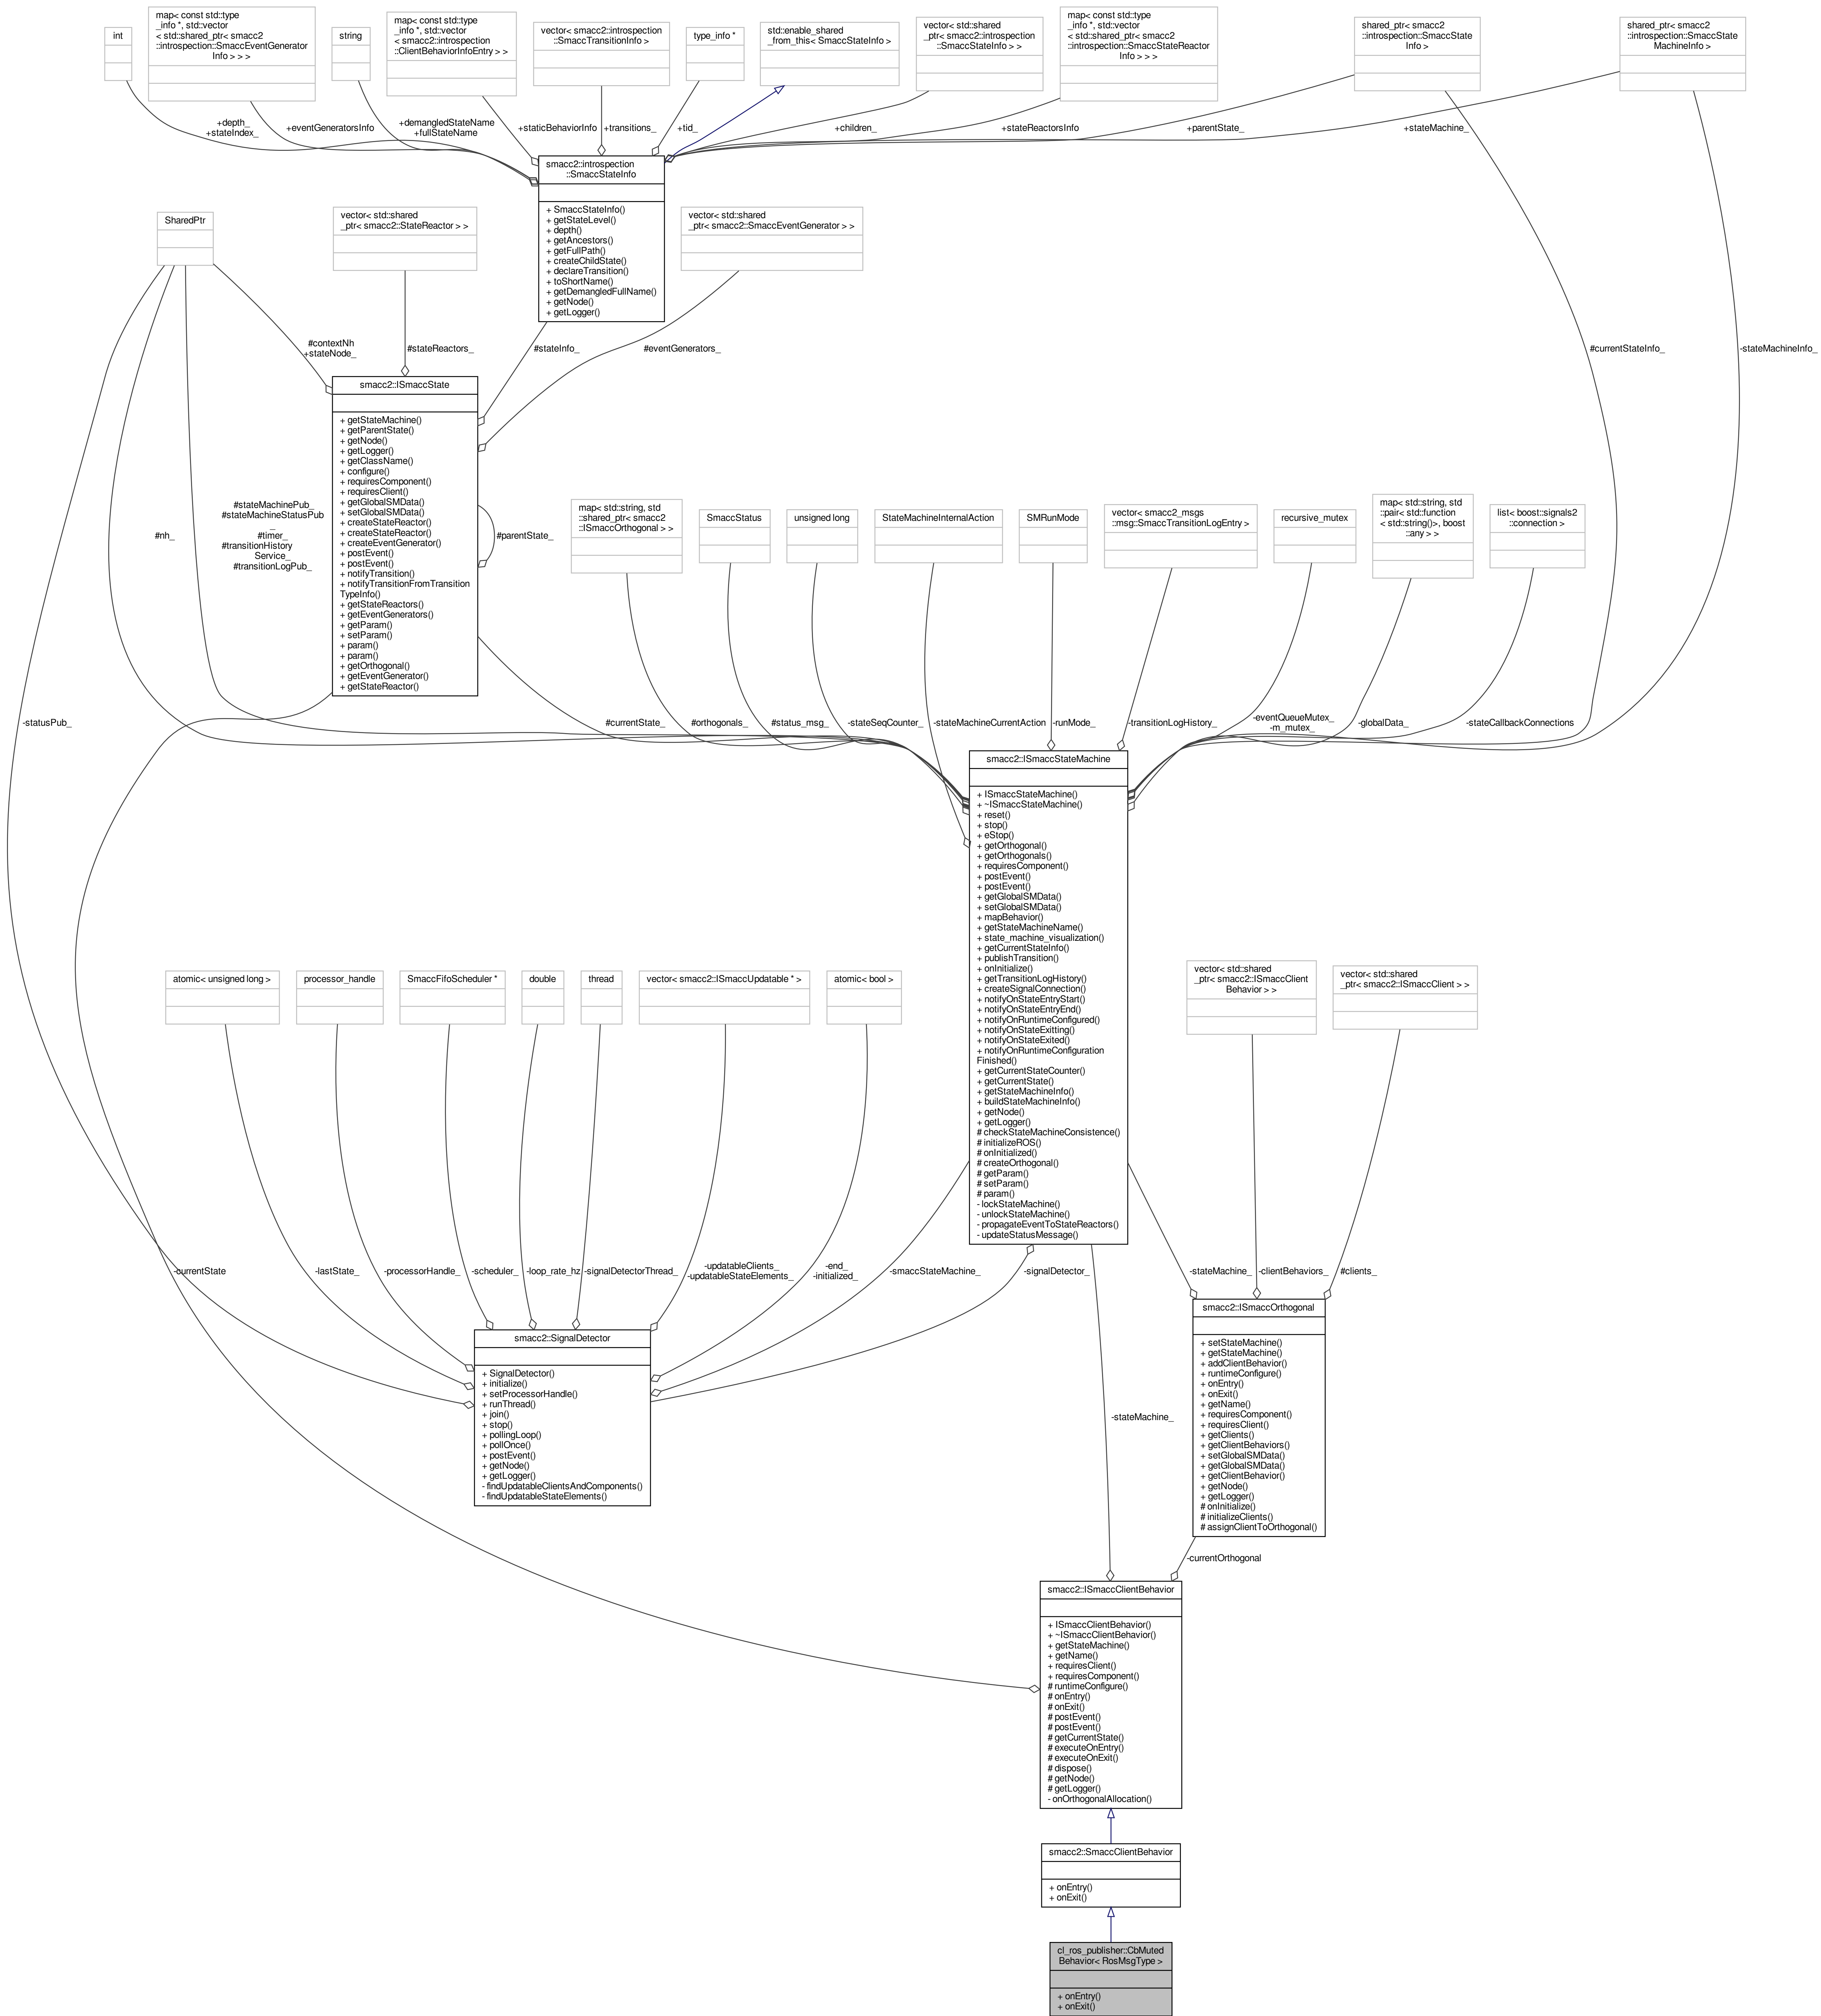 int
map< const std::type
_info *, std::vector
< std::shared_ptr< smacc2
::introspection::SmaccEventGenerator
Info > > >
string
map< const std::type
_info *, std::vector
< smacc2::introspection
::ClientBehaviorInfoEntry > >
vector< smacc2::introspection
::SmaccTransitionInfo >
type_info *
std::enable_shared
_from_this< SmaccStateInfo >
vector< std::shared
_ptr< smacc2::introspection
::SmaccStateInfo > >
map< const std::type
_info *, std::vector
< std::shared_ptr< smacc2
::introspection::SmaccStateReactor
Info > > >
shared_ptr< smacc2
::introspection::SmaccState
Info >
shared_ptr< smacc2
::introspection::SmaccState
MachineInfo >
+depth_
+stateIndex_
+eventGeneratorsInfo
+demangledStateName
+fullStateName
+staticBehaviorInfo
+transitions_
+tid_
+children_
+stateReactorsInfo
+parentState_
+stateMachine_
smacc2::introspection
::SmaccStateInfo
+ SmaccStateInfo()
+ getStateLevel()
+ depth()
+ getAncestors()
+ getFullPath()
+ createChildState()
+ declareTransition()
+ toShortName()
+ getDemangledFullName()
+ getNode()
+ getLogger()
SharedPtr
vector< std::shared
_ptr< smacc2::StateReactor > >
vector< std::shared
_ptr< smacc2::SmaccEventGenerator > >
#contextNh
+stateNode_
#stateReactors_
#stateInfo_
#eventGenerators_
#currentStateInfo_
-stateMachineInfo_
smacc2::ISmaccState
+ getStateMachine()
+ getParentState()
+ getNode()
+ getLogger()
+ getClassName()
+ configure()
+ requiresComponent()
+ requiresClient()
+ getGlobalSMData()
+ setGlobalSMData()
+ createStateReactor()
+ createStateReactor()
+ createEventGenerator()
+ postEvent()
+ postEvent()
+ notifyTransition()
+ notifyTransitionFromTransition
TypeInfo()
+ getStateReactors()
+ getEventGenerators()
+ getParam()
+ setParam()
+ param()
+ param()
+ getOrthogonal()
+ getEventGenerator()
+ getStateReactor()
#parentState_
#nh_
#stateMachinePub_
#stateMachineStatusPub
_
#timer_
#transitionHistory
Service_
#transitionLogPub_
map< std::string, std
::shared_ptr< smacc2
::ISmaccOrthogonal > >
SmaccStatus
unsigned long
StateMachineInternalAction
SMRunMode
vector< smacc2_msgs
::msg::SmaccTransitionLogEntry >
recursive_mutex
map< std::string, std
::pair< std::function
< std::string()>, boost
::any > >
list< boost::signals2
::connection >
-statusPub_
#currentState_
#orthogonals_
#status_msg_
-stateSeqCounter_
-stateMachineCurrentAction
-runMode_
-transitionLogHistory_
-eventQueueMutex_
-m_mutex_
-globalData_
-stateCallbackConnections
smacc2::ISmaccStateMachine
+ ISmaccStateMachine()
+ ~ISmaccStateMachine()
+ reset()
+ stop()
+ eStop()
+ getOrthogonal()
+ getOrthogonals()
+ requiresComponent()
+ postEvent()
+ postEvent()
+ getGlobalSMData()
+ setGlobalSMData()
+ mapBehavior()
+ getStateMachineName()
+ state_machine_visualization()
+ getCurrentStateInfo()
+ publishTransition()
+ onInitialize()
+ getTransitionLogHistory()
+ createSignalConnection()
+ notifyOnStateEntryStart()
+ notifyOnStateEntryEnd()
+ notifyOnRuntimeConfigured()
+ notifyOnStateExitting()
+ notifyOnStateExited()
+ notifyOnRuntimeConfiguration
Finished()
+ getCurrentStateCounter()
+ getCurrentState()
+ getStateMachineInfo()
+ buildStateMachineInfo()
+ getNode()
+ getLogger()
# checkStateMachineConsistence()
# initializeROS()
# onInitialized()
# createOrthogonal()
# getParam()
# setParam()
# param()
- lockStateMachine()
- unlockStateMachine()
- propagateEventToStateReactors()
- updateStatusMessage()
atomic< unsigned long >
processor_handle
SmaccFifoScheduler *
double
thread
vector< smacc2::ISmaccUpdatable * >
atomic< bool >
vector< std::shared
_ptr< smacc2::ISmaccClient
Behavior > >
vector< std::shared
_ptr< smacc2::ISmaccClient > >
-currentState
-lastState_
-processorHandle_
-scheduler_
-loop_rate_hz
-signalDetectorThread_
-updatableClients_
-updatableStateElements_
-end_
-initialized_
-smaccStateMachine_
-signalDetector_
-stateMachine_
-clientBehaviors_
#clients_
smacc2::SignalDetector
+ SignalDetector()
+ initialize()
+ setProcessorHandle()
+ runThread()
+ join()
+ stop()
+ pollingLoop()
+ pollOnce()
+ postEvent()
+ getNode()
+ getLogger()
- findUpdatableClientsAndComponents()
- findUpdatableStateElements()
smacc2::ISmaccOrthogonal
+ setStateMachine()
+ getStateMachine()
+ addClientBehavior()
+ runtimeConfigure()
+ onEntry()
+ onExit()
+ getName()
+ requiresComponent()
+ requiresClient()
+ getClients()
+ getClientBehaviors()
+ setGlobalSMData()
+ getGlobalSMData()
+ getClientBehavior()
+ getNode()
+ getLogger()
# onInitialize()
# initializeClients()
# assignClientToOrthogonal()
-stateMachine_
-currentOrthogonal
smacc2::ISmaccClientBehavior
+ ISmaccClientBehavior()
+ ~ISmaccClientBehavior()
+ getStateMachine()
+ getName()
+ requiresClient()
+ requiresComponent()
# runtimeConfigure()
# onEntry()
# onExit()
# postEvent()
# postEvent()
# getCurrentState()
# executeOnEntry()
# executeOnExit()
# dispose()
# getNode()
# getLogger()
- onOrthogonalAllocation()
smacc2::SmaccClientBehavior
+ onEntry()
+ onExit()
cl_ros_publisher::CbMuted
Behavior< RosMsgType >
+ onEntry()
+ onExit()